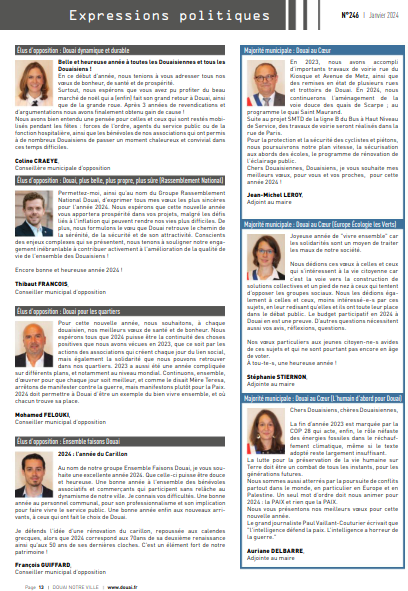 Expressions politiques
N°246 | Janvier 2024
Élus d'opposition : Douai dynamique et durable
Belle et heureuse année à toutes les Douaisiennes et tous les
Douaisiens !
En ce début d'année, nous tenions à vous adresser tous nos
vœux de bonheur, de santé et de prospérité.
Surtout, nous espérons que vous avez pu profiter du beau
marché de noël qui a (enfin) fait son grand retour à Douai, ainsi
que de la grande roue. Après 3 années de revendications et
d'argumentations nous avons finalement obtenu gain de cause !
Nous avons bien entendu une pensée pour celles et ceux qui sont restés mobi-
lisés pendant les fêtes : forces de l'ordre, agents du service public ou de la
fonction hospitalière, ainsi que les bénévoles de nos associations qui ont permis
à de nombreux Douaisiens de passer un moment chaleureux et convivial dans
ces temps difficiles.
Coline CRAEYE,
Conseillère municipale d'opposition
Élus d'opposition : Douai, plus belle, plus propre, plus sûre (Rassemblement National)
Permettez-moi, ainsi qu'au nom du Groupe Rassemblement
National Douai, d'exprimer tous mes vœux les plus sincères
pour l'année 2024. Nous espérons que cette nouvelle année
vous apportera prospérité dans vos projets, malgré les défis
liés à l'inflation qui peuvent rendre nos vies plus difficiles. De
plus, nous formulons le vœu que Douai retrouve le chemin de
la sérénité, de la sécurité et de son attractivité. Conscients
des enjeux complexes qui se présentent, nous tenons à souligner notre enga-
gement inébranlable à contribuer activement à l'amélioration de la qualité de
vie de l'ensemble des Douaisiens !
Encore bonne et heureuse année 2024 !
Thibaut FRANCOIS,
Conseiller municipal d'opposition
Élus d'opposition : Douai pour les quartiers
Pour cette nouvelle année, nous souhaitons, à chaque
douaisien, nos meilleurs vœux de santé et de bonheur. Nous
espérons tous que 2024 puisse être la continuité des choses
positives que nous avons vécues en 2023, que ce soit par les
actions des associations qui créent chaque jour du lien social,
mais également la solidarité que nous pouvons retrouver
dans nos quartiers. 2023 a aussi été une année compliquée
sur différents plans, et notamment au niveau mondial. Continuons, ensemble,
d'œuvrer pour que chaque jour soit meilleur, et comme le disait Mère Teresa,
arrêtons de manifester contre la guerre, mais manifestons plutôt pour la Paix.
2024 doit permettre à Douai d'être un exemple du bien vivre ensemble, et où
chacun trouve sa place.
Mohamed FELOUKI,
Conseiller municipal d'opposition
Élus d'opposition : Ensemble faisons Douai
2024 : l'année du Carillon
Au nom de notre groupe Ensemble Faisons Douai, je vous sou-
haite une excellente année 2024. Que celle-ci puisse être douce
et heureuse. Une bonne année à l'ensemble des bénévoles
associatifs et commerçants qui participent sans relâche au
dynamisme de notre ville. Je connais vos difficultés. Une bonne
année au personnel communal, pour son professionnalisme et son implication
pour faire vivre le service public. Une bonne année enfin aux nouveaux arri-
vants, à ceux qui ont fait le choix de Douai.
Je défends l'idée d'une rénovation du carillon, repoussée aux calendes
grecques, alors que 2024 correspond aux 70ans de sa deuxième renaissance
ainsi qu'aux 50 ans de ses dernières cloches. C'est un élément fort de notre
patrimoine !
François GUIFFARD,
Conseiller municipal d'opposition
Majorité municipale : Douai au Cœur
En 2023, nous avons accompli
d'importants travaux de voirie rue du
Kiosque et Avenue de Metz, ainsi que
des remises en état de plusieurs rues
et trottoirs de Douai. En 2024, nous
continuerons l'aménagement de la
voie douce des quais de Scarpe ; au
programme le quai Saint Maurand.
Suite au projet SMTD de la ligne B du Bus à Haut Niveau
de Service, des travaux de voirie seront réalisés dans la
rue de Paris.
Pour la protection et la sécurité des cyclistes et piétons,
nous poursuivrons notre plan vitesse, la sécurisation
aux abords des écoles, le programme de rénovation de
l'éclairage public.
Chers Douaisiennes, Douaisiens, je vous souhaite mes
meilleurs vœux, pour vous et vos proches, pour cette
année 2024 !
Jean-Michel LEROY,
Adjoint au maire
Majorité municipale : Douai au Cœur (Europe Écologie les Verts)
Joyeuse année de "vivre ensemble" car
les solidarités sont un moyen de traiter
les maux de notre société.
Nous dédions ces vœux à celles et ceux
qui s'intéressent à la vie citoyenne car
c'est la voie vers la construction de
solutions collectives et un pied de nez à ceux qui tentent
d'opposer les groupes sociaux. Nous les dédions éga-
lement à celles et ceux, moins intéressé-e-s par ces
sujets, en leur redisant qu'elles et ils ont toute leur place
dans le débat public. Le budget participatif en 2024 à
Douai en est une preuve. D'autres questions nécessitent
aussi vos avis, réflexions, questions.
Nos vœux particuliers aux jeunes citoyen-ne-s avides
de ces sujets et qui ne sont pourtant pas encore en âge
de voter.
A tou-te-s, une heureuse année !
Stéphanie STIERNON,
Adjointe au maire
Majorité municipale : Douai au Cœur (L'humain d'abord pour Douai)
Chers Douaisiens, chères Douaisiennes,
La fin d'année 2023 est marquée par la
COP 28 qui acte, enfin, le rôle néfaste
des énergies fossiles dans le réchauf-
fement climatique, même si le texte
adopté reste largement insuffisant.
La lutte pour la préservation de la vie humaine sur
Terre doit être un combat de tous les instants, pour les
générations futures.
Nous sommes aussi atterrés par la poursuite de conflits
partout dans le monde, en particulier en Europe et en
Palestine. Un seul mot d'ordre doit nous animer pour
2024 : la PAIX et rien que la PAIX.
Nous vous présentons nos meilleurs vœux pour cette
nouvelle année.
Le grand journaliste Paul Vaillant-Couturier écrivait que
"l'intelligence défend la paix. L'intelligence a horreur de
la guerre."
Auriane DELBARRE,
Adjointe au maire
Page 12 | DOUAI NOTRE VILLE | www.douai.fr